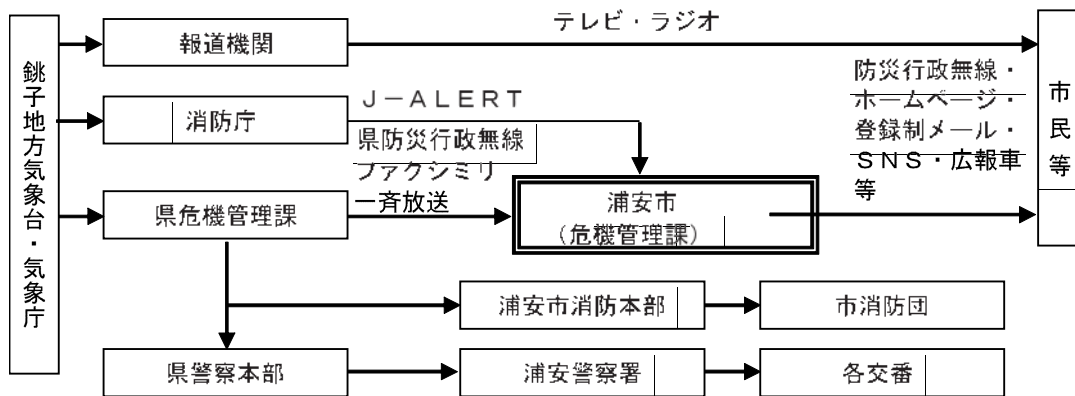 銚子地方気象台・気象庁
報道機関
テレビ・ラジオ
市民等
消防庁
J－ALERT
県防災行政無線
ファクシミリ
一斉放送
県危機管理課
浦安市
(危機管理課)
防災行政無線・
ホームページ・
登録制メール・
SNS・広報車
等
浦安市消防本部
市消防団
県警察本部
浦安警察署
各交番